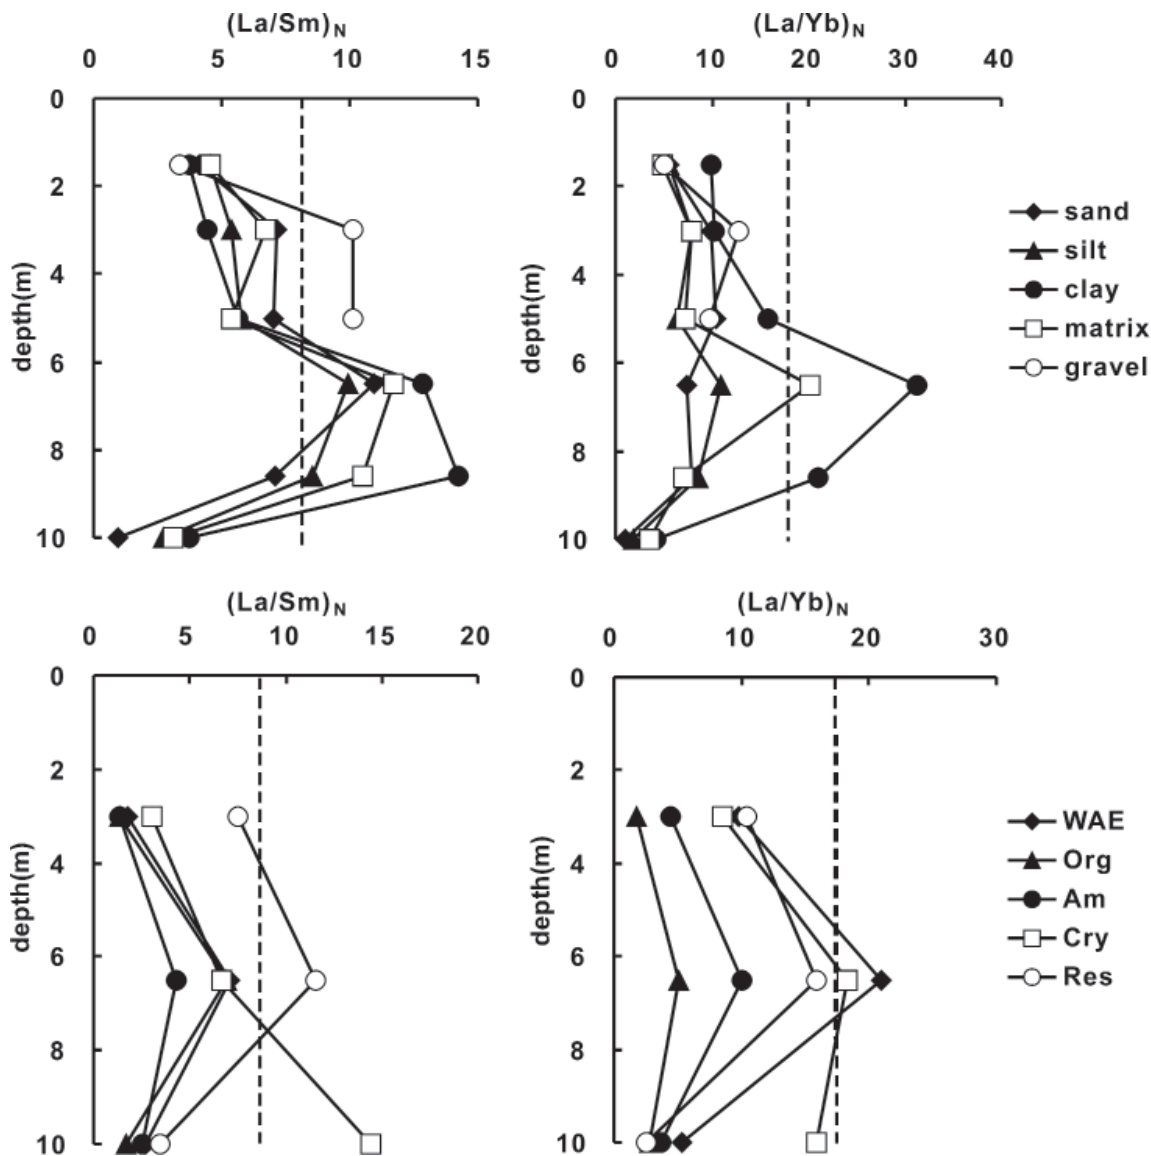 (La/Sm)N
0 5 10 15
0
2
4
6
8
10
depth(m)
(La/Yb)N
0 10 20 30 40
0
2
4
6
8
10
depth(m)
sand
silt
clay
matrix
gravel
(La/Sm)N
0 5 10 15 20
0
2
4
6
8
10
depth(m)
(La/Yb)N
0 10 20 30
0
2
4
6
8
10
depth(m)
WAE
Org
Am
Cry
Res